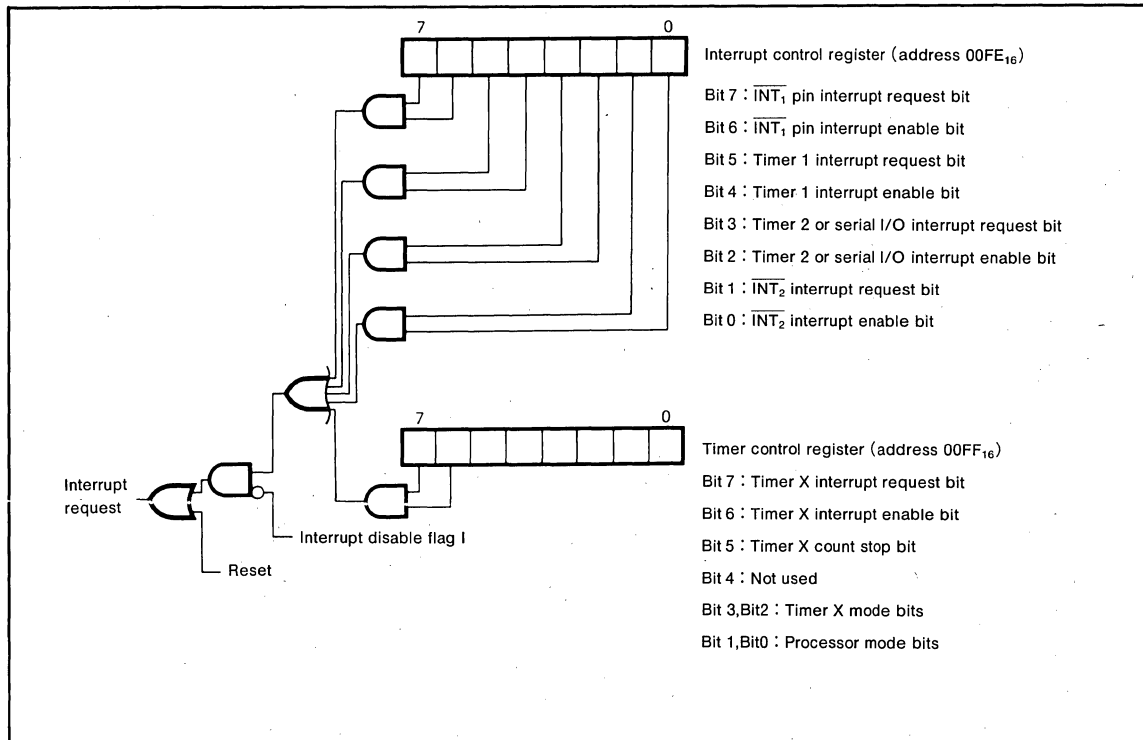 7 0
Interrupt control register (address 00FE₁₆)
Bit 7 : I̅N̅T̅₁̅ pin interrupt request bit
Bit 6 : I̅N̅T̅₁̅ pin interrupt enable bit
Bit 5 : Timer 1 interrupt request bit
Bit 4 : Timer 1 interrupt enable bit
Bit 3 : Timer 2 or serial I/O interrupt request bit
Bit 2 : Timer 2 or serial I/O interrupt enable bit
Bit 1 : I̅N̅T̅₂̅ interrupt request bit
Bit 0 : I̅N̅T̅₂̅ interrupt enable bit
7 0
Timer control register (address 00FF₁₆)
Bit 7 : Timer X interrupt request bit
Bit 6 : Timer X interrupt enable bit
Bit 5 : Timer X count stop bit
Bit 4 : Not used
Bit 3,Bit2 : Timer X mode bits
Bit 1,Bit0 : Processor mode bits
Interrupt
request
Interrupt disable flag I
Reset